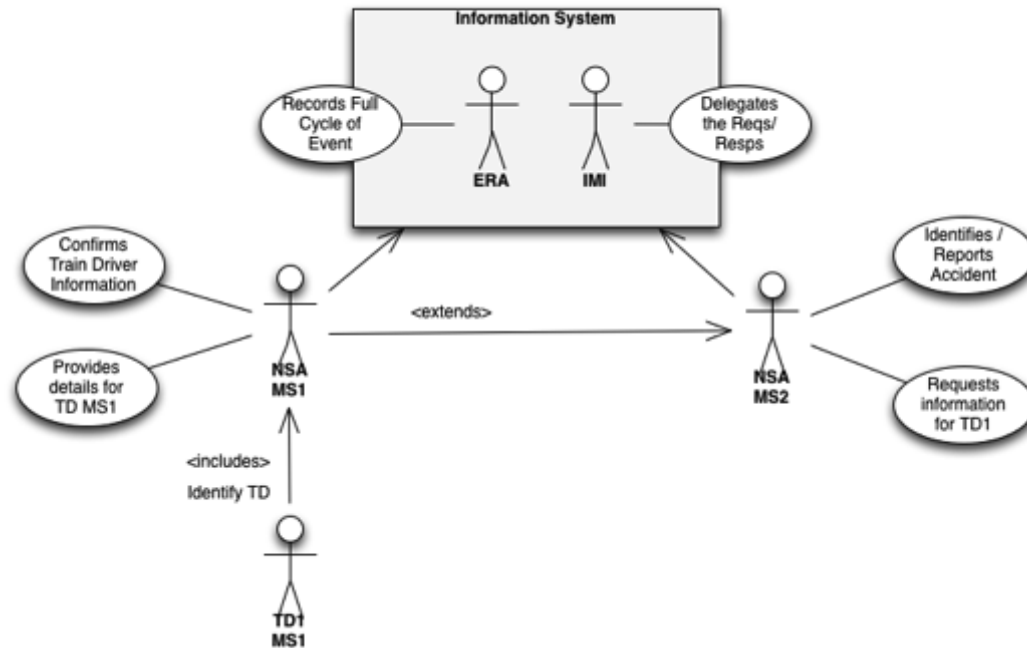 Information System
Records Full
Cycle of
Event
Delegates
the Reqs/
Resps
ERA
IMI
Confirms
Train Driver
Information
Identifies /
Reports
Accident
<extends>
Provides
details for
TD MS1
NSA
MS1
NSA
MS2
Requests
information
for TD1
<includes>
Identify TD
TD1
MS1